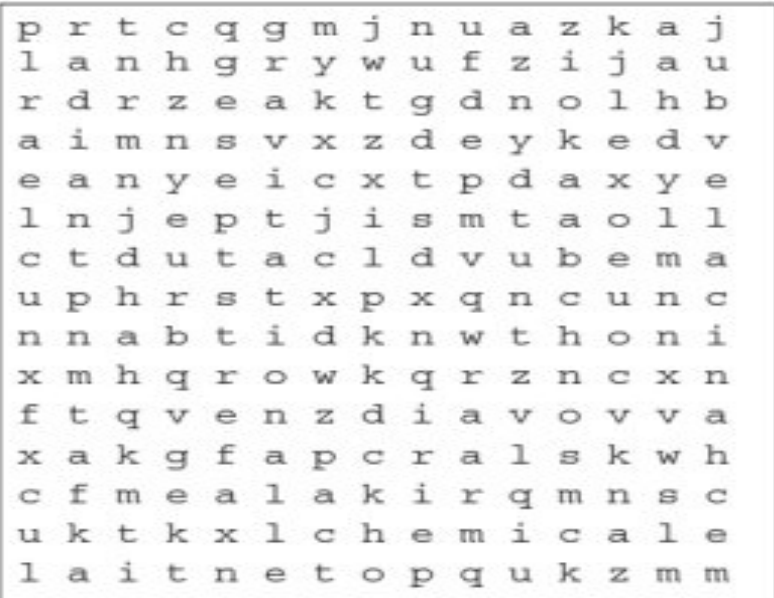 p r t c q g m j n u a z k a j
l a n h g r y w u f z i j a u
r d r z e a k t g d n o l h b
a i m n s v x z d e y k e d v
e a n y e i c x t p d a x y e
l n j e p t j i s m t a o l l
c t d u t a c l d v u b e m a
u p h r s t x p x q n c u n c
n n a b t i d k n w t h o n i
x m h q r o w k q r z n c x n
f t q v e n z d i a v o v v a
x a k g f a p c r a l s k w h
c f m e a l a k i r q m n s c
u k t k x l c h e m i c a l e
l a i t n e t o p q u k z m m